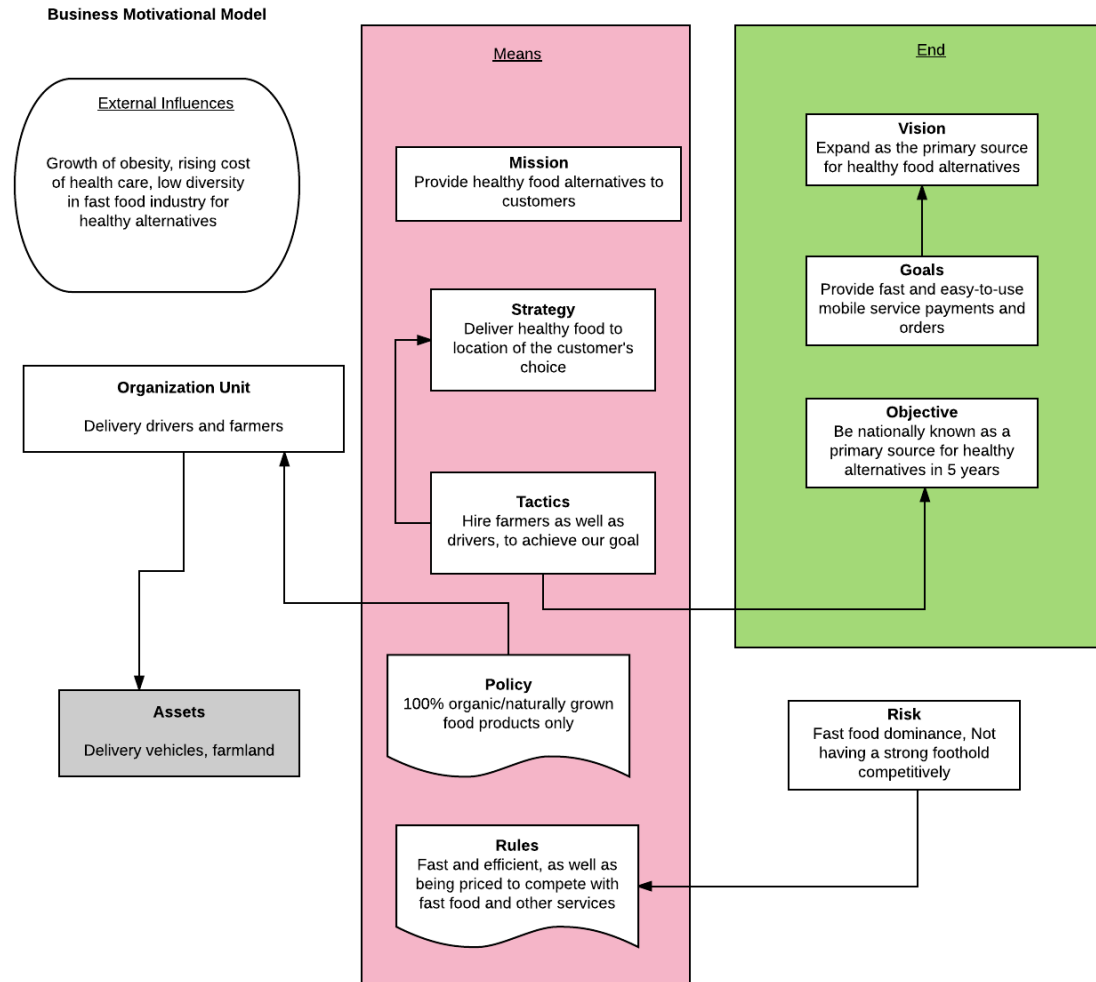 Business Motivational Model
External Influences
Growth of obesity, rising cost
of health care, low diversity
in fast food industry for
healthy alternatives
Organization Unit
Delivery drivers and farmers
Assets
Delivery vehicles, farmland
Means
Mission
Provide healthy food alternatives to
customers
Strategy
Deliver healthy food to
location of the customer's
choice
Tactics
Hire farmers as well as
drivers, to achieve our goal
Policy
100% organic/naturally grown
food products only
Rules
Fast and efficient, as well as
being priced to compete with
fast food and other services
End
Vision
Expand as the primary source
for healthy food alternatives
Goals
Provide fast and easy-to-use
mobile service payments and
orders
Objective
Be nationally known as a
primary source for healthy
alternatives in 5 years
Risk
Fast food dominance, Not
having a strong foothold
competitively